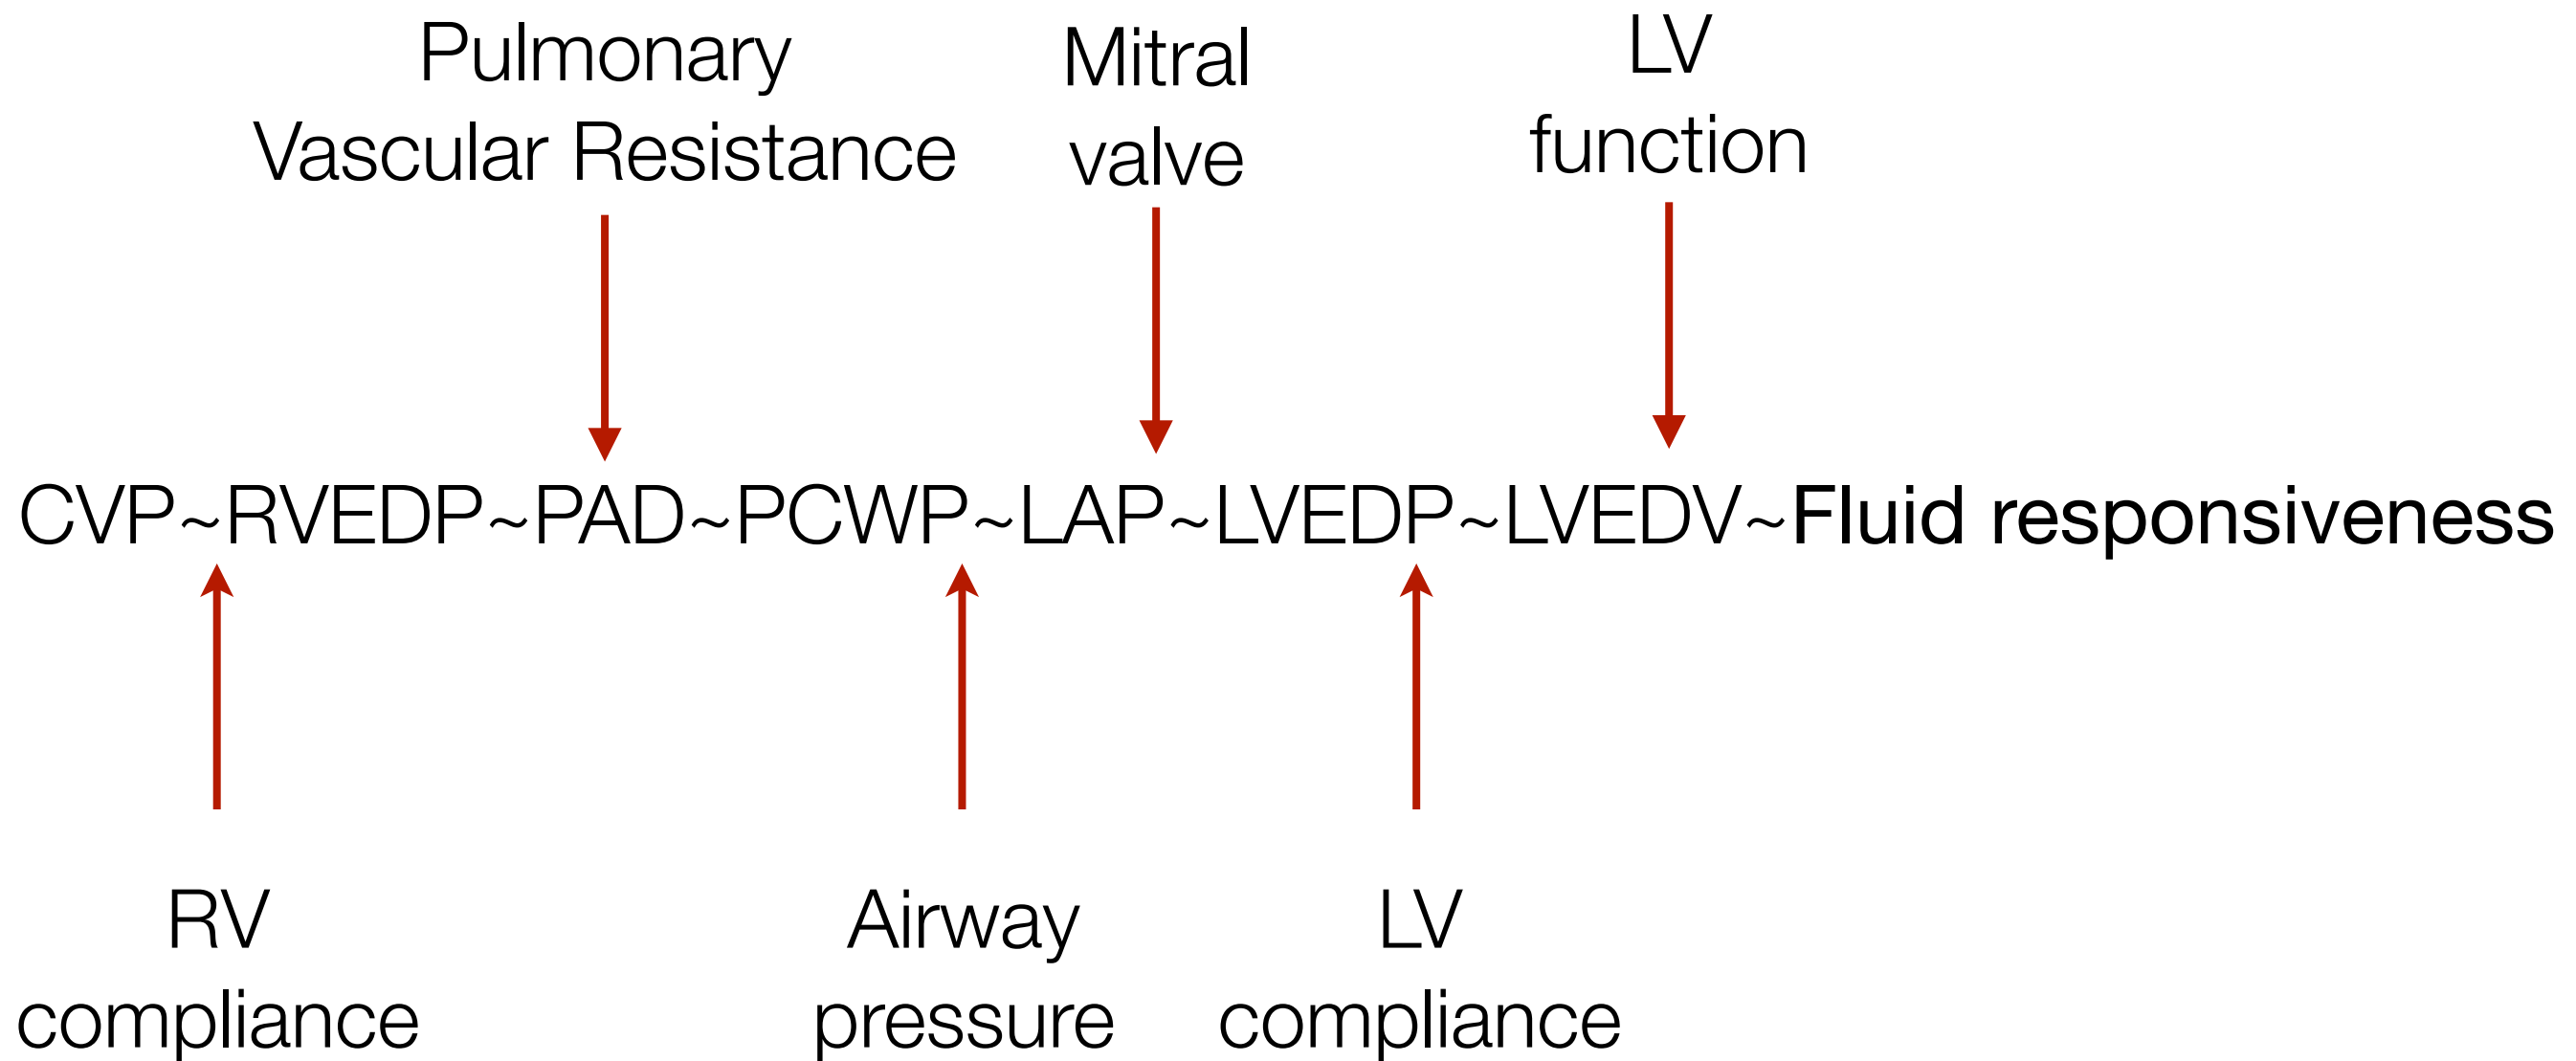 Pulmonary
Vascular Resistance
Mitral
valve
LV
function
CVP~RVEDP~PAD~PCWP~LAP~LVEDP~LVEDV~Fluid responsiveness
RV
compliance
Airway
pressure
LV
compliance